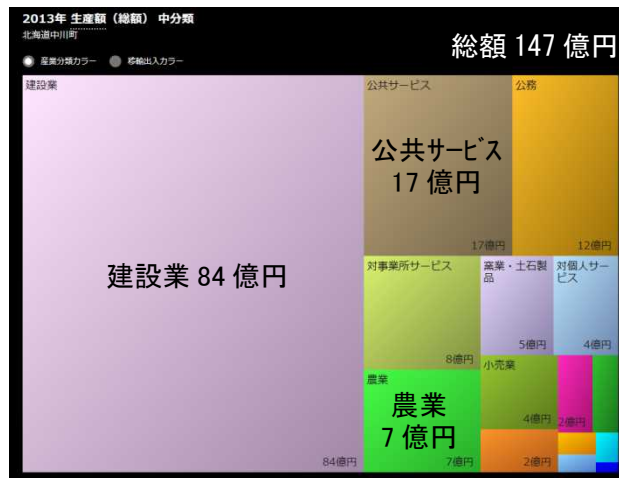 2013年 生産額（総額） 中分類
北海道中川町
総額 147 億円
産業分類カラー 移輸出入カラー
建設業
公共サービス
公務
公共サービス
17 億円
17億円
12億円
建設業 84 億円
対事業所サービス
窯業・土石製
品
対個人サー
ビス
5億円
4億円
8億円
小売業
農業
農業
7 億円
4億円
2億円
84億円
7億円
2億円